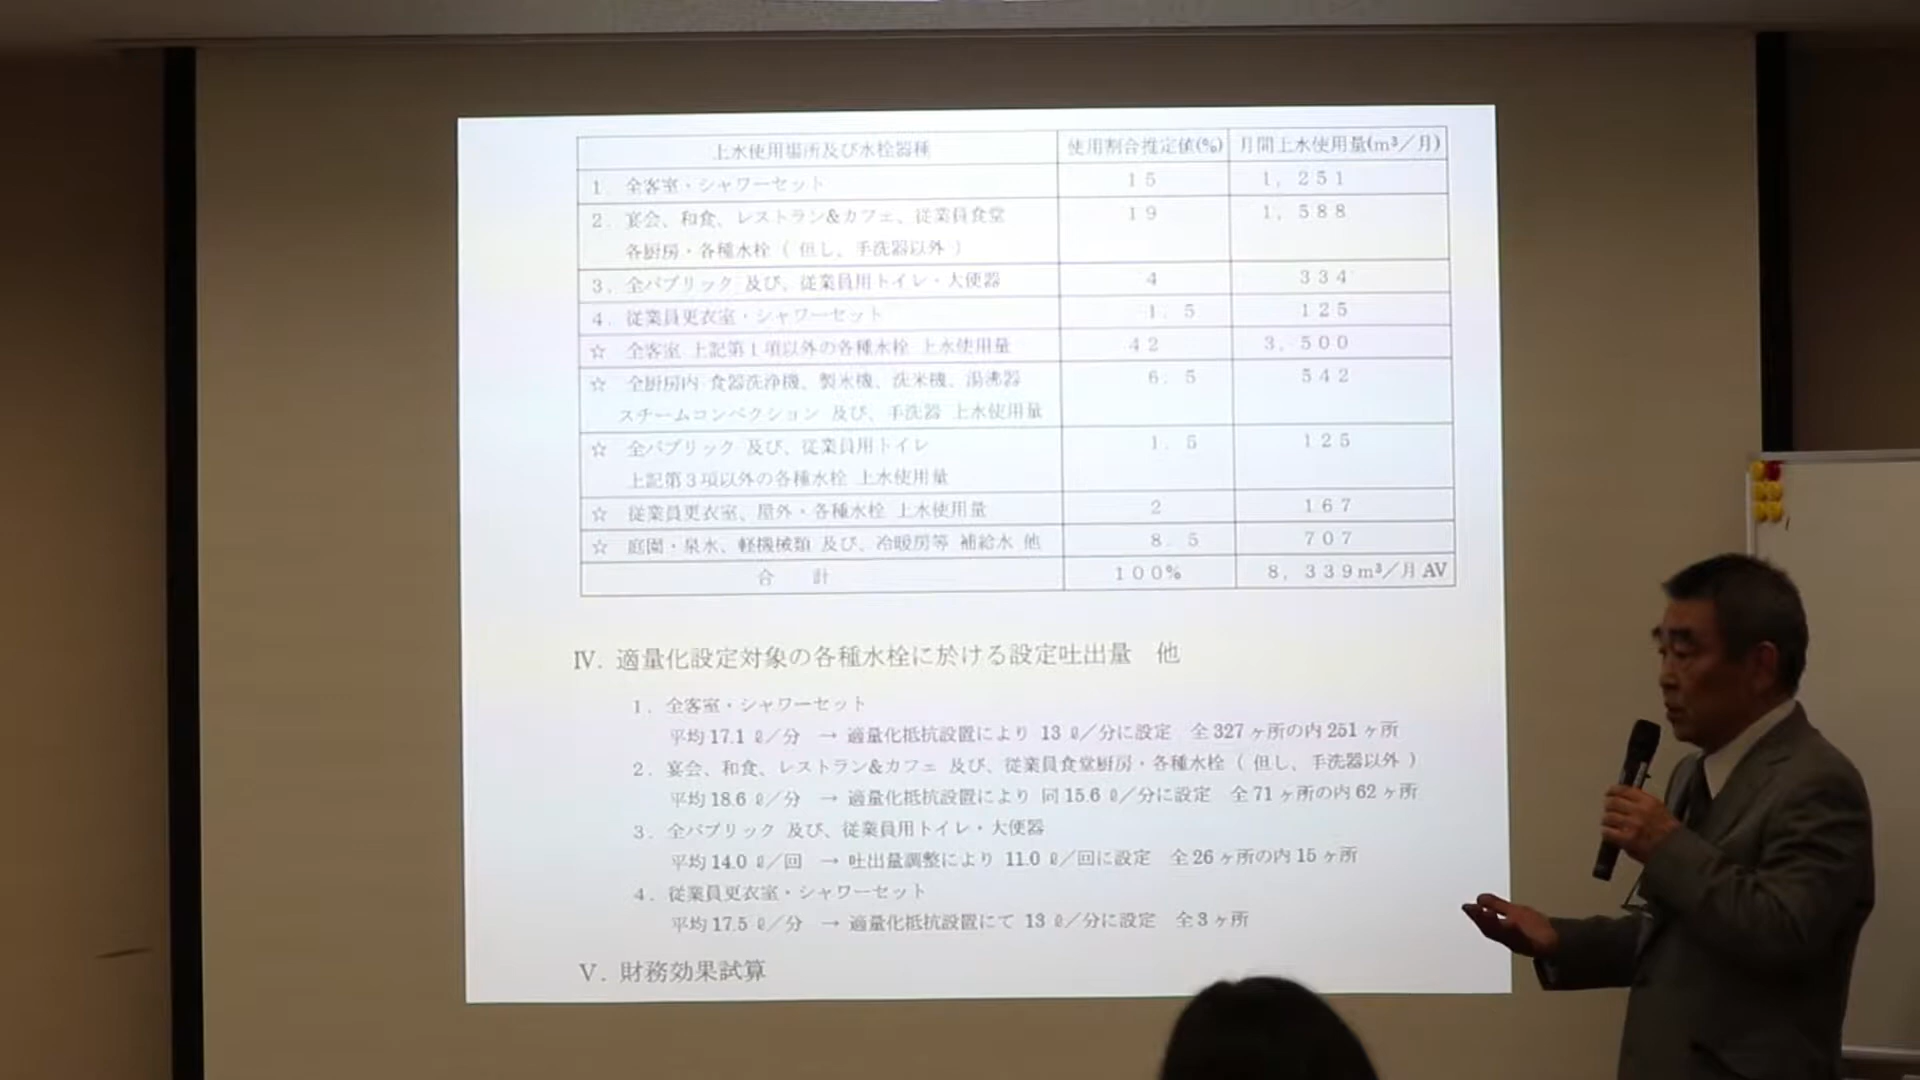 上水使用場所及び水栓器種 使用割合推定値(%) 月間上水使用量(m³／月)
1. 全客室・シャワーセット 15 1,251
2. 宴会、和食、レストラン&カフェ、従業員食堂 19 1,588
各厨房・各種水栓（但し、手洗器以外）
3. 全パブリック 及び、従業員用トイレ・大便器 4 334
4. 従業員更衣室・シャワーセット 1.5 125
☆ 全客室 上記第1項以外の各種水栓 上水使用量 42 3,500
☆ 全厨房内 食器洗浄機、製氷機、洗米機、湯沸器 6.5 542
スチームコンベクション 及び、手洗器 上水使用量
☆ 全パブリック 及び、従業員用トイレ 1.5 125
上記第3項以外の各種水栓 上水使用量
☆ 従業員更衣室、屋外・各種水栓 上水使用量 2 167
☆ 庭園・泉水、軽機械類 及び、冷暖房等 補給水 他 8.5 707
合 計 100% 8,339m³／月 AV
Ⅳ. 適量化設定対象の各種水栓に於ける設定吐出量 他
1. 全客室・シャワーセット
平均17.1 ℓ／分 → 適量化抵抗設置により 13 ℓ／分に設定 全327ヶ所の内251ヶ所
2. 宴会、和食、レストラン&カフェ 及び、従業員食堂厨房・各種水栓（但し、手洗器以外）
平均18.6 ℓ／分 → 適量化抵抗設置により 同15.6 ℓ／分に設定 全71ヶ所の内62ヶ所
3. 全パブリック 及び、従業員用トイレ・大便器
平均14.0 ℓ／回 → 吐出量調整により 11.0 ℓ／回に設定 全26ヶ所の内15ヶ所
4. 従業員更衣室・シャワーセット
平均17.5 ℓ／分 → 適量化抵抗設置にて 13 ℓ／分に設定 全3ヶ所
Ⅴ. 財務効果試算